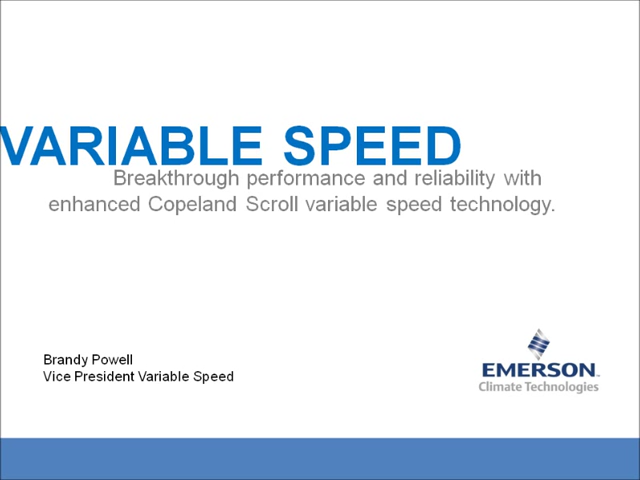 VARIABLE SPEED
Breakthrough performance and reliability with
enhanced Copeland Scroll variable speed technology.
Brandy Powell
Vice President Variable Speed
EMERSON™
Climate Technologies